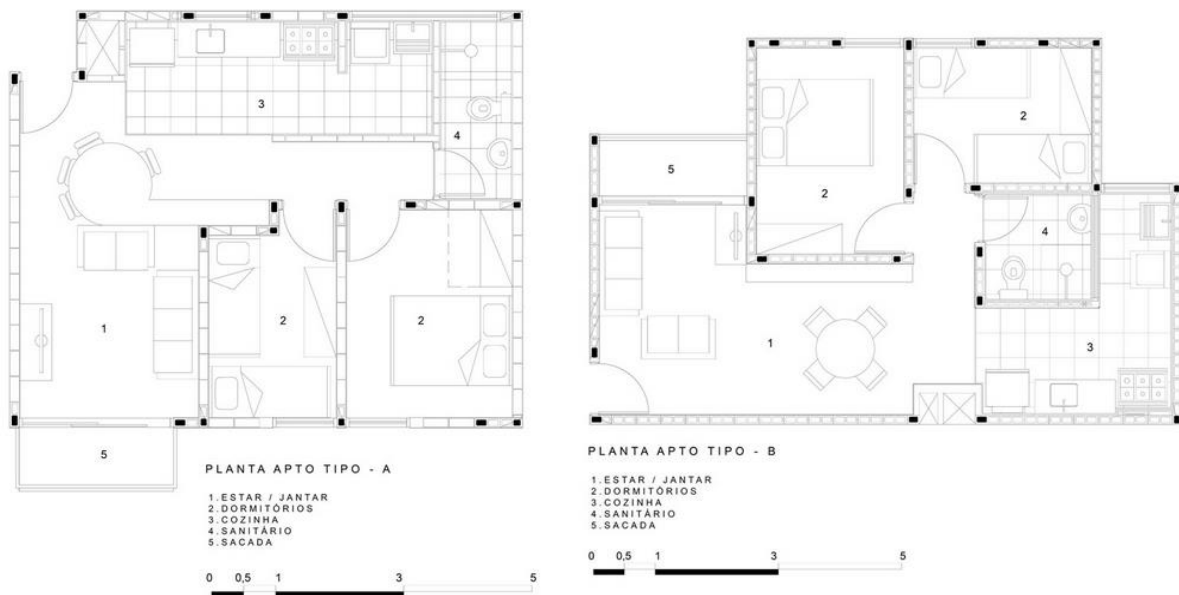 3
4
2
2
1
5
PLANTA APTO TIPO - A
1.ESTAR / JANTAR
2.DORMITÓRIOS
3.COZINHA
4.SANITÁRIO
5.SACADA
0 0,5 1 3 5
2
5
2
4
1
3
PLANTA APTO TIPO - B
1.ESTAR / JANTAR
2.DORMITÓRIOS
3.COZINHA
4.SANITÁRIO
5.SACADA
0 0,5 1 3 5